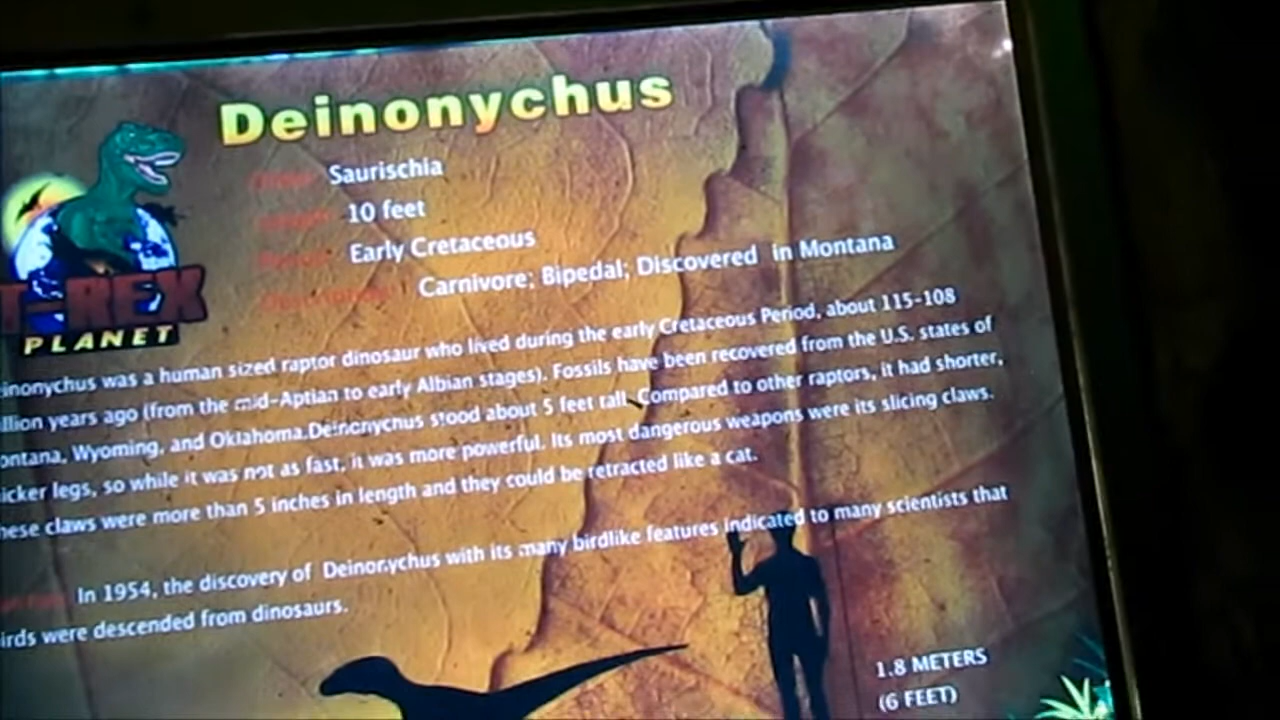 Deinonychus
Saurischia
10 feet
Early Cretaceous
Carnivore; Bipedal; Discovered in Montana
T-REX
PLANET
einonychus was a human sized raptor dinosaur who lived during the early Cretaceous Period, about 115-108
llion years ago (from the mid-Aptian to early Albian stages). Fossils have been recovered from the U.S. states of
ontana, Wyoming, and Oklahoma.Deinonychus stood about 5 feet tall. Compared to other raptors, it had shorter,
icker legs, so while it was not as fast, it was more powerful. Its most dangerous weapons were its slicing claws.
hese claws were more than 5 inches in length and they could be retracted like a cat.
In 1954, the discovery of Deinonychus with its many birdlike features indicated to many scientists that
irds were descended from dinosaurs.
1.8 METERS
(6 FEET)